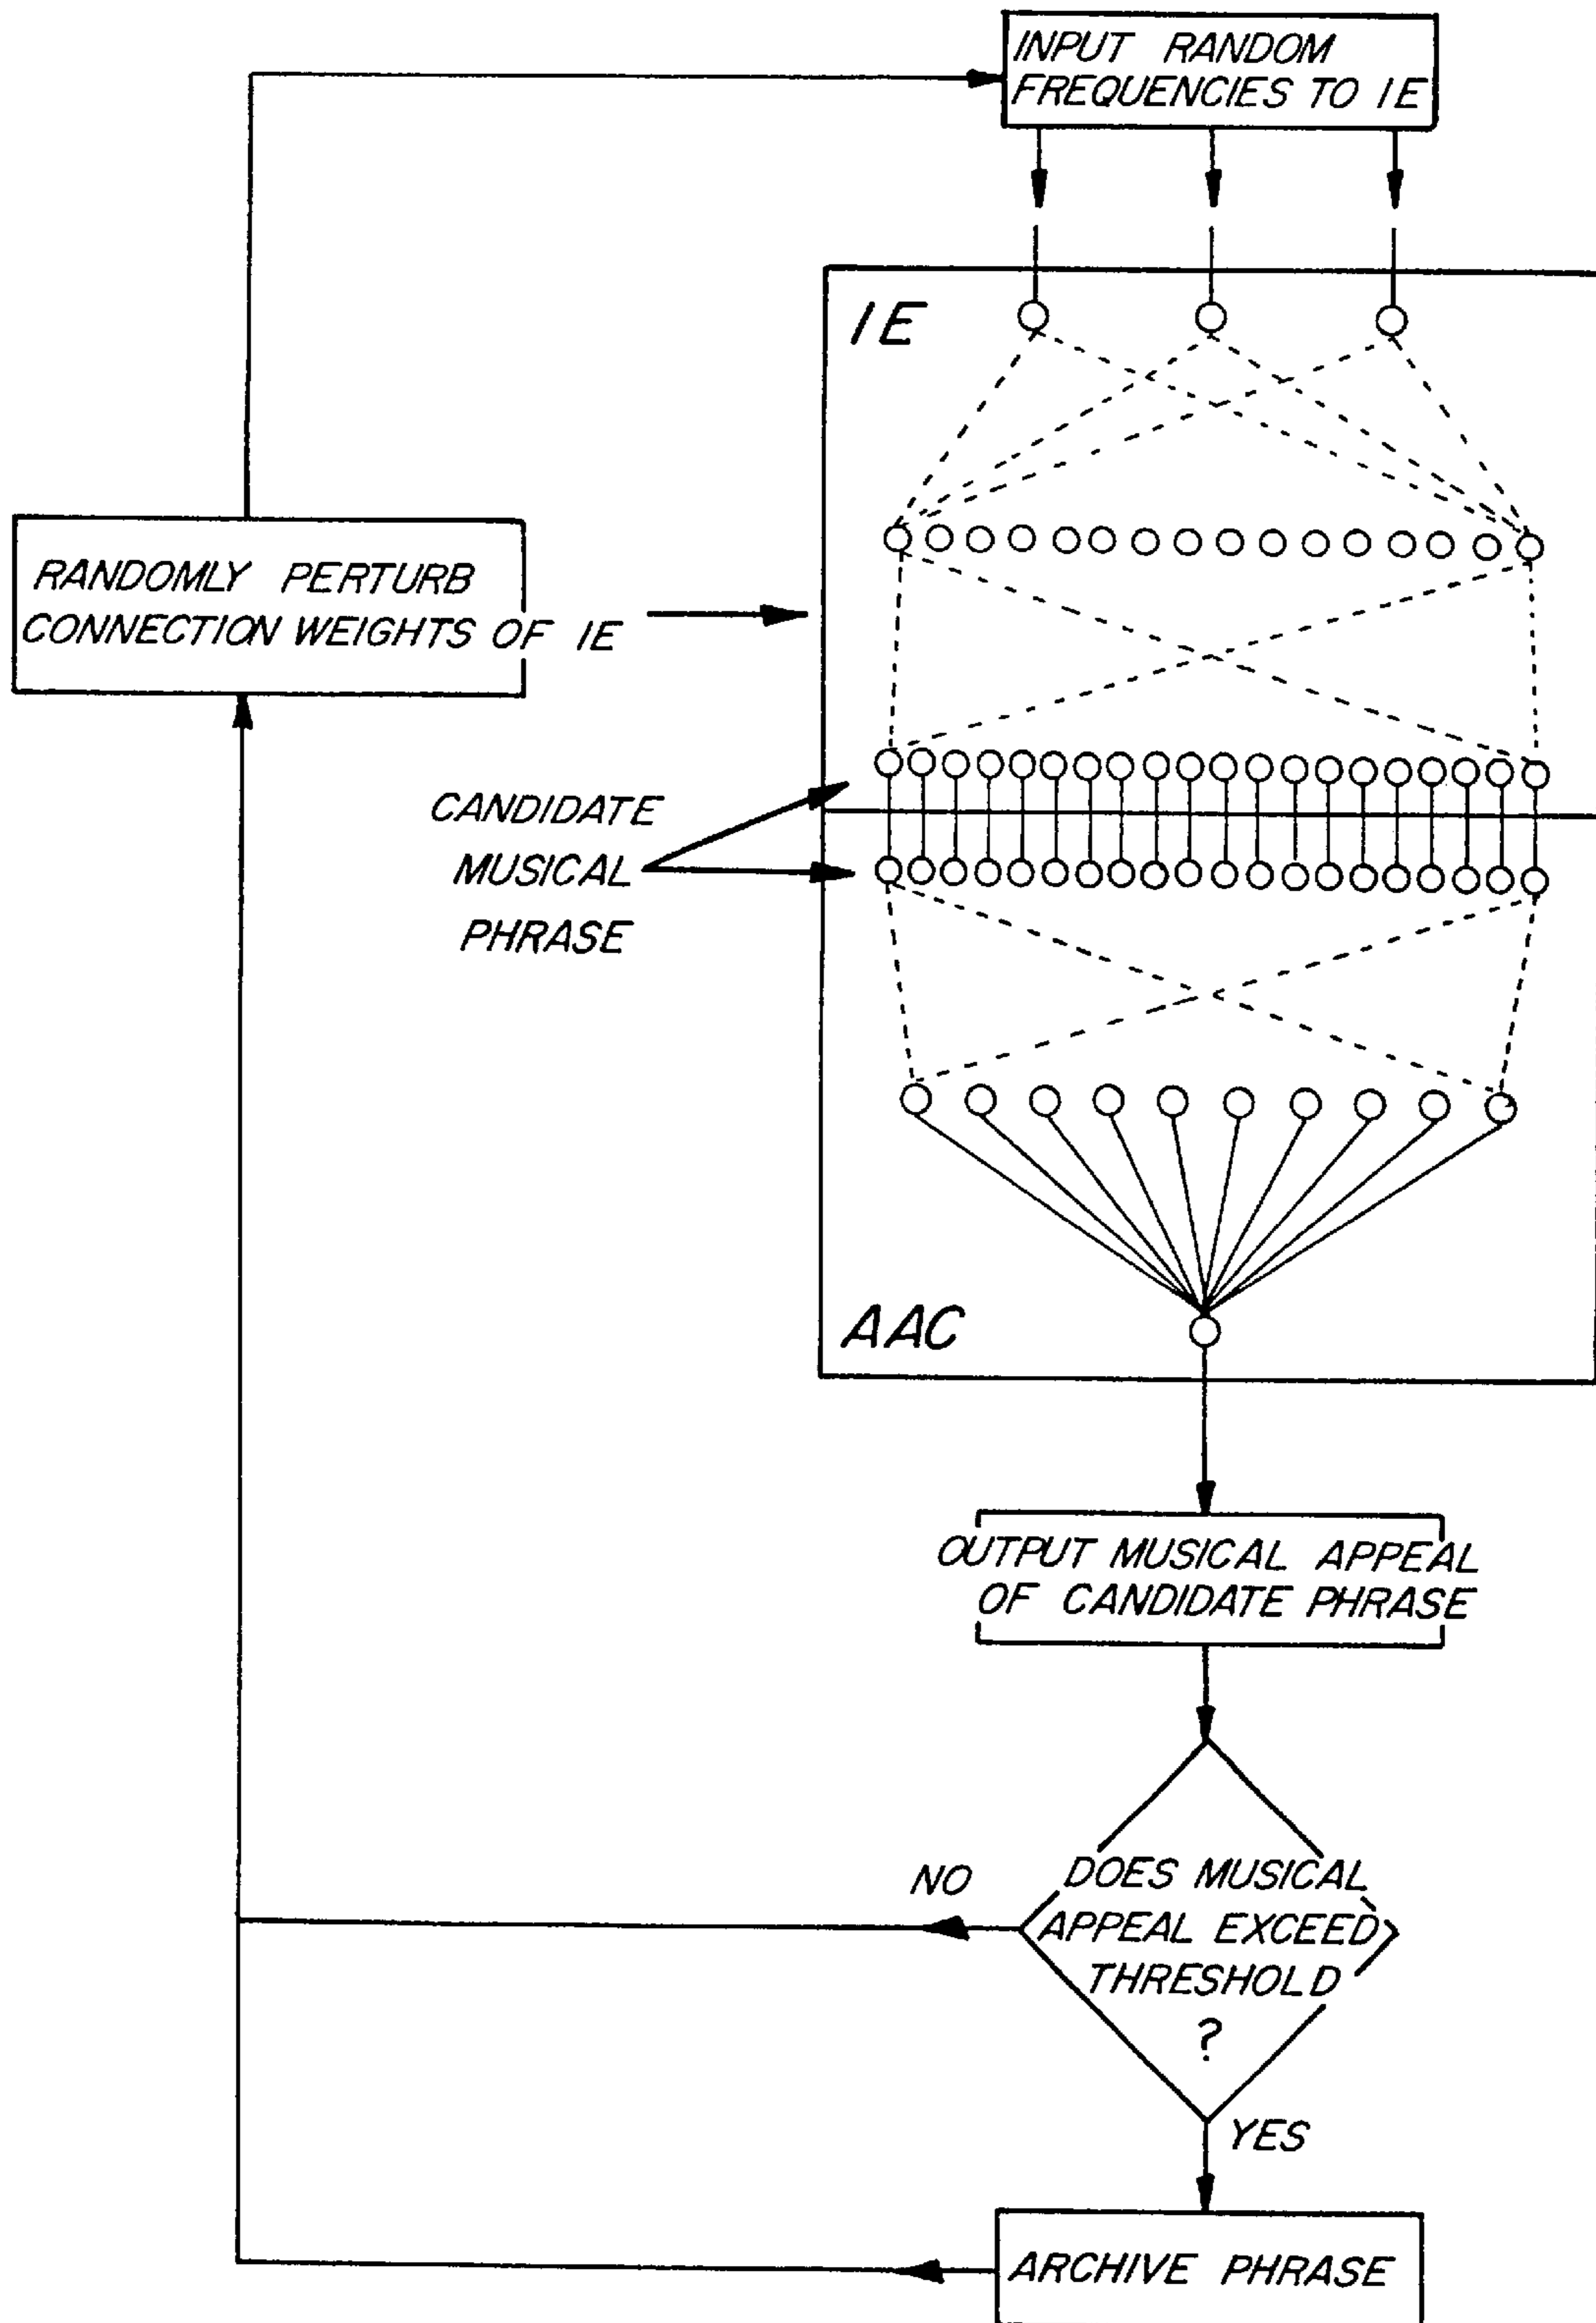 INPUT RANDOM
FREQUENCIES TO IE
IE
RANDOMLY PERTURB
CONNECTION WEIGHTS OF IE
CANDIDATE
MUSICAL
PHRASE
AAC
OUTPUT MUSICAL APPEAL
OF CANDIDATE PHRASE
NO
DOES MUSICAL
APPEAL EXCEED
THRESHOLD
?
YES
ARCHIVE PHRASE